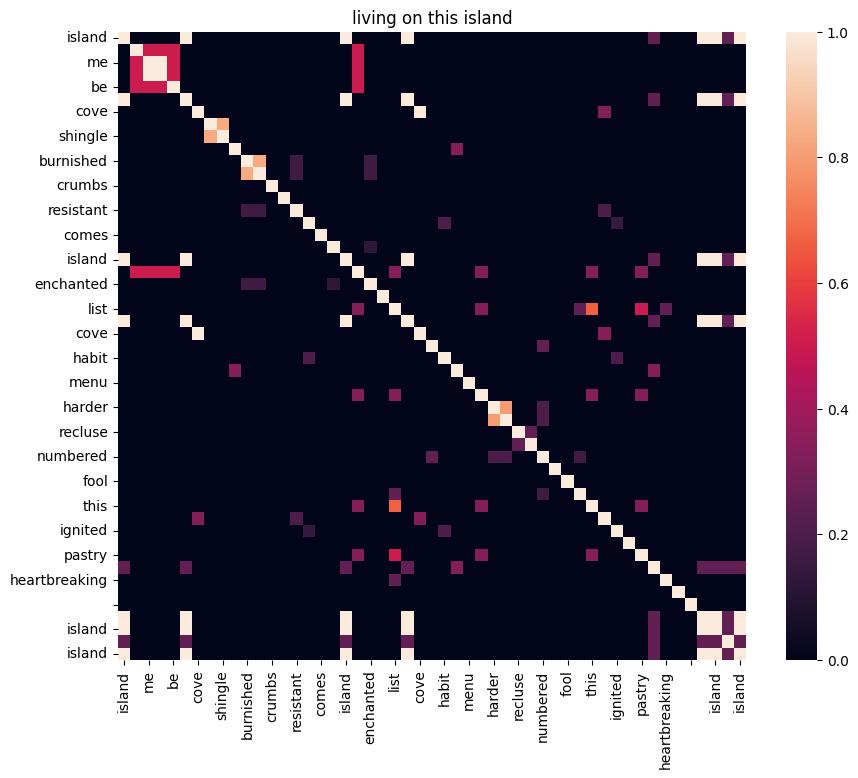 living on this island
island
me
be
cove
shingle
burnished
crumbs
resistant
comes
island
enchanted
list
cove
habit
menu
harder
recluse
numbered
fool
this
ignited
pastry
heartbreaking
island
island
island
me
be
cove
shingle
burnished
crumbs
resistant
comes
island
enchanted
list
cove
habit
menu
harder
recluse
numbered
fool
this
ignited
pastry
heartbreaking
island
island
1.0
0.8
0.6
0.4
0.2
0.0